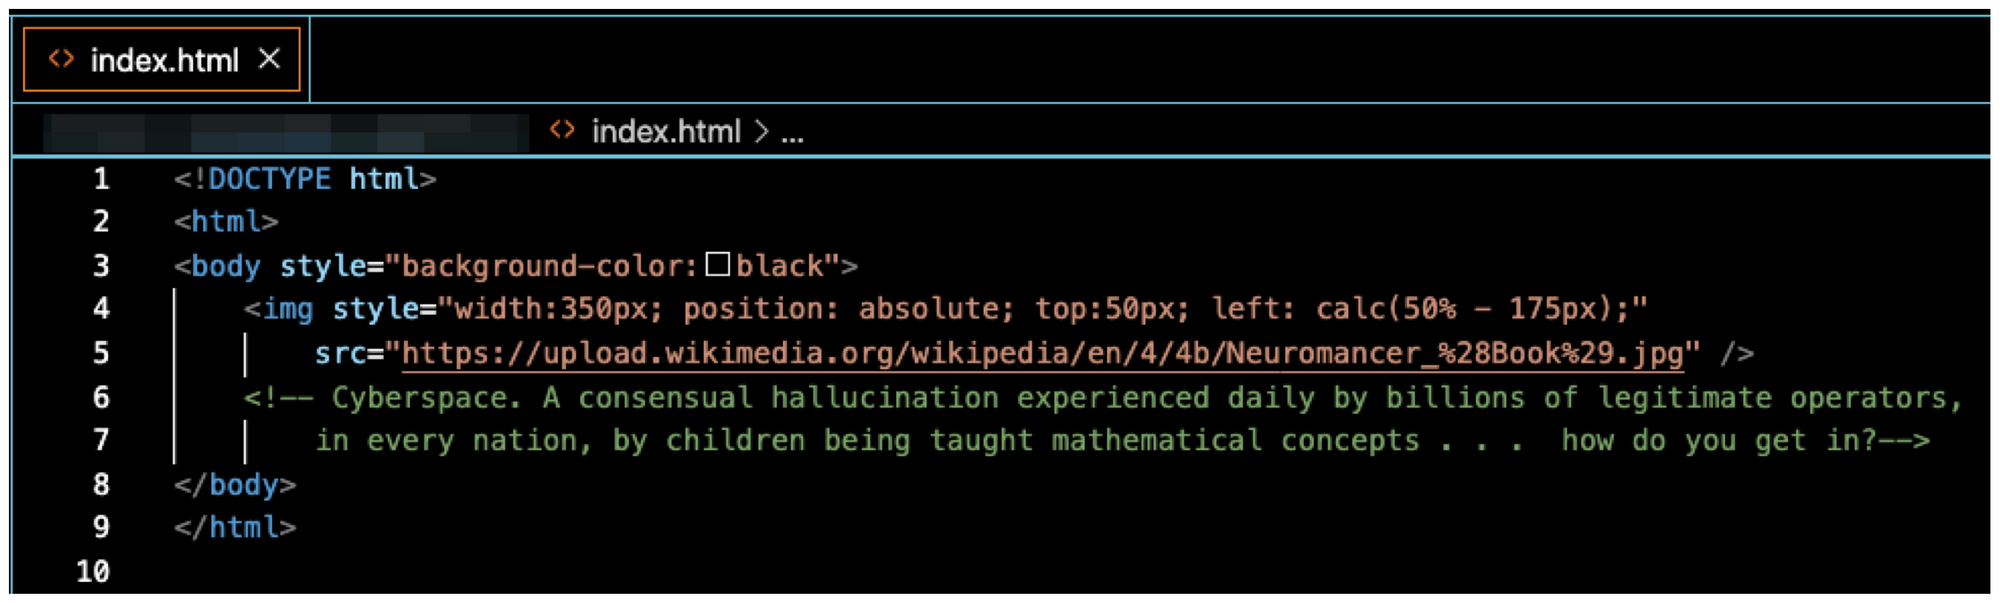 index.html
index.html > ...
1 <!DOCTYPE html>
2 <html>
3 <body style="background-color:black">
4 <img style="width:350px; position: absolute; top:50px; left: calc(50% - 175px);"
5 src="https://upload.wikimedia.org/wikipedia/en/4/4b/Neuromancer_%28Book%29.jpg" />
6 <!-- Cyberspace. A consensual hallucination experienced daily by billions of legitimate operators,
7 in every nation, by children being taught mathematical concepts . . .  how do you get in?-->
8 </body>
9 </html>
10